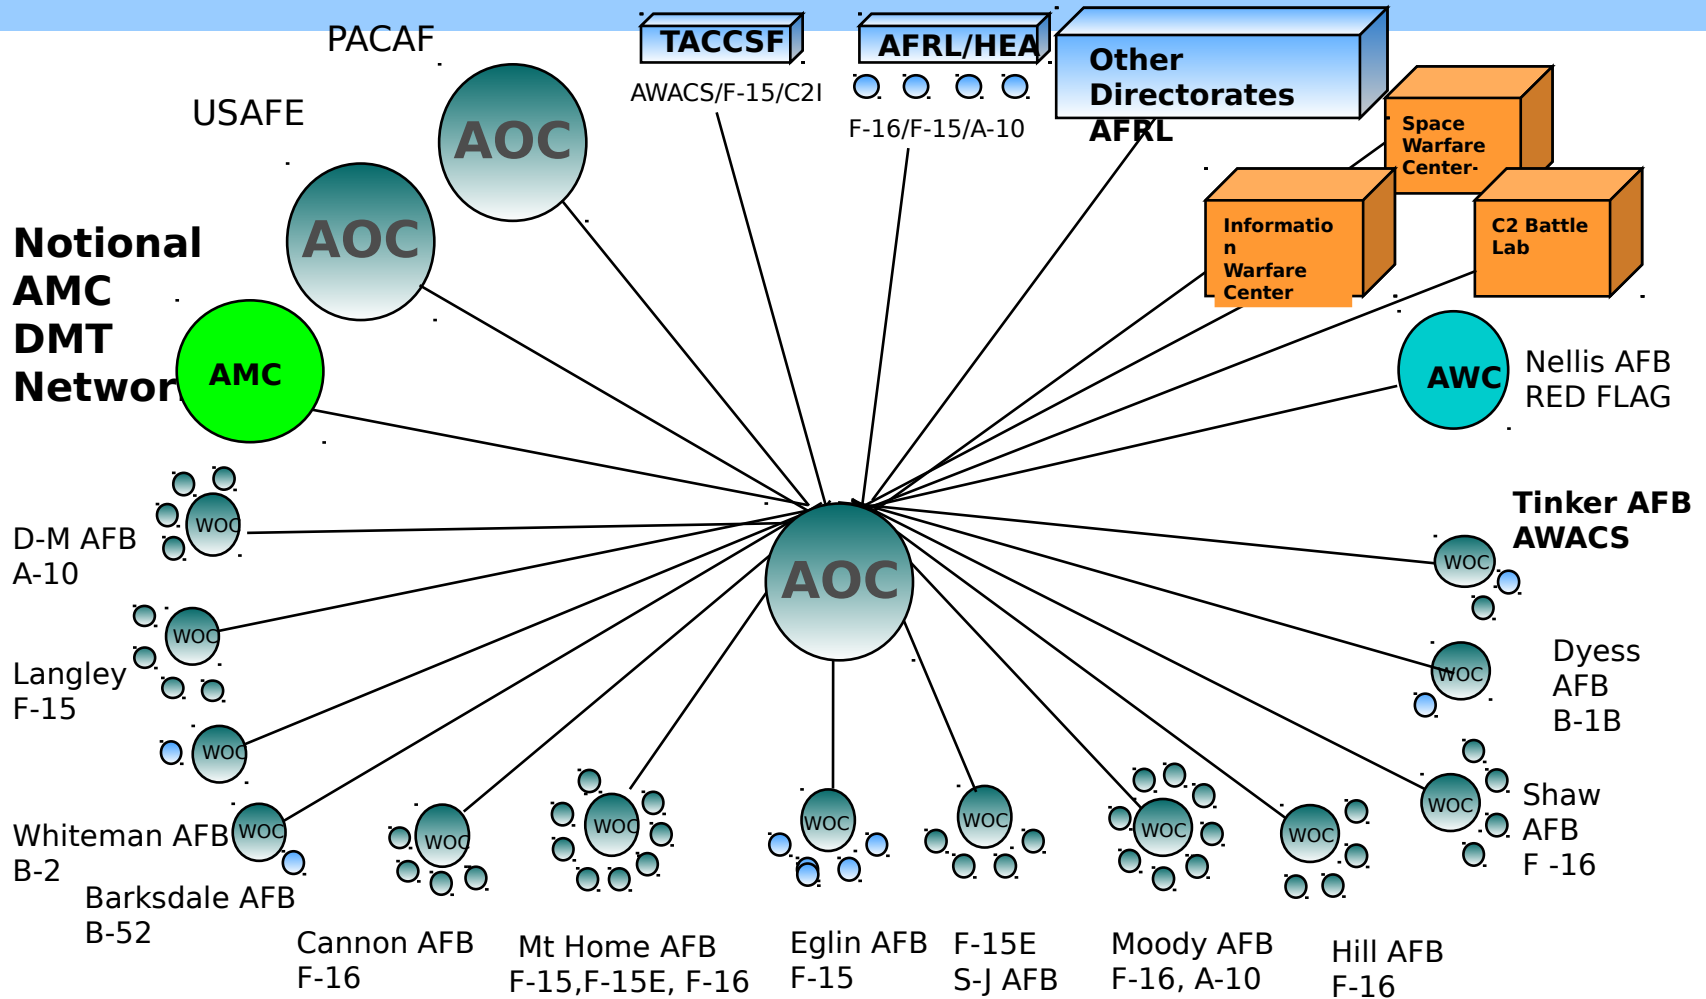 PACAF
USAFE
AOC
AOC
TACCSF
AWACS/F-15/C2I
AFRL/HEA
F-16/F-15/A-10
Other
Directorates
AFRL
Space
Warfare
Center-
Informatio
n
Warfare
Center
C2 Battle
Lab
Notional
AMC
DMT
Networ
AMC
AWC
Nellis AFB
RED FLAG
WOC
D-M AFB
A-10
AOC
Tinker AFB
AWACS
WOC
WOC
Langley
F-15
WOC
Dyess
AFB
B-1B
WOC
WOC
Whiteman AFB
B-2
WOC
Shaw
AFB
F -16
Barksdale AFB
B-52
WOC
Cannon AFB
F-16
WOC
Mt Home AFB
F-15,F-15E, F-16
WOC
Eglin AFB
F-15
WOC
F-15E
S-J AFB
WOC
Moody AFB
F-16, A-10
WOC
Hill AFB
F-16